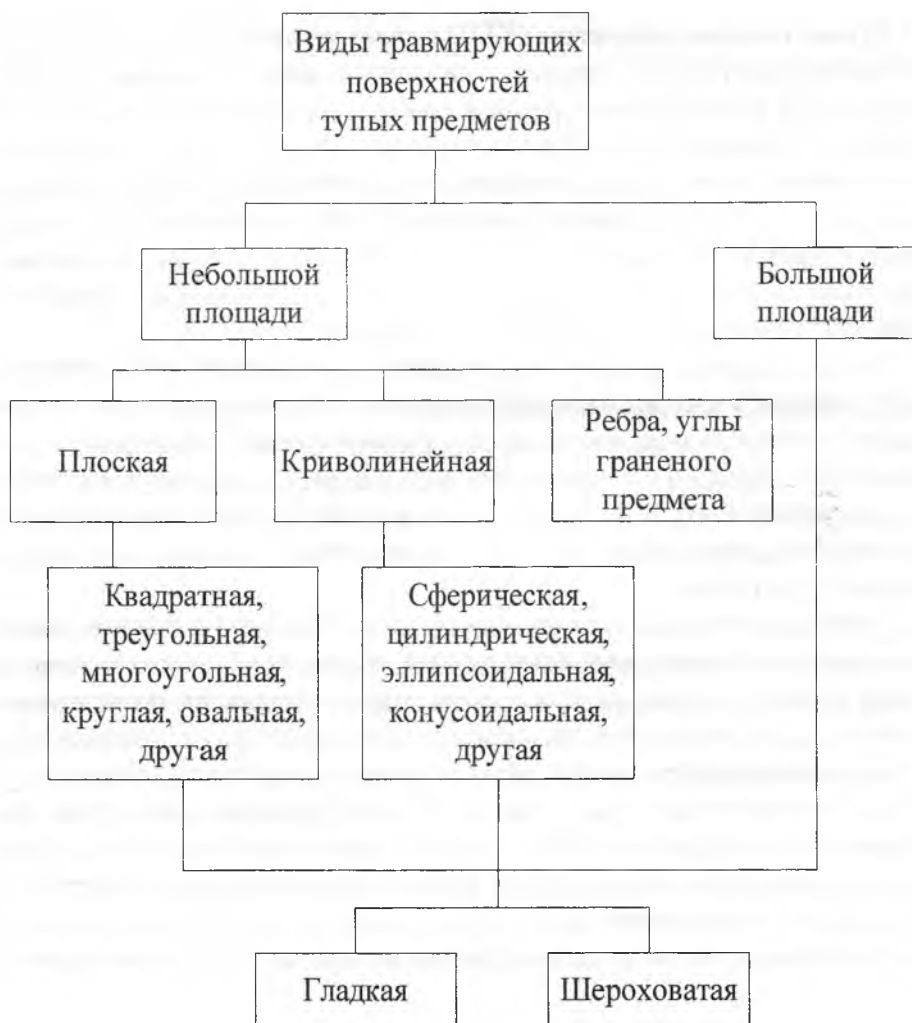 Виды травмирующих
поверхностей
тупых предметов
Небольшой
площади
Большой
площади
Плоская
Криволинейная
Ребра, углы
граненого
предмета
Квадратная,
треугольная,
многоугольная,
круглая, овальная,
другая
Сферическая,
цилиндрическая,
эллипсоидальная,
конусоидальная,
другая
Гладкая
Шероховатая